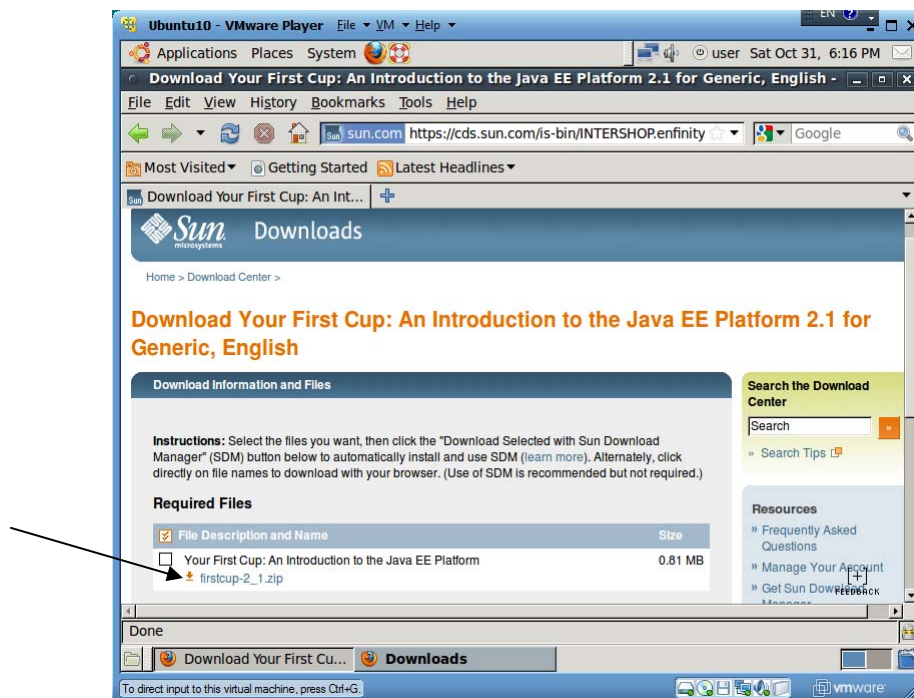 Ubuntu10 - VMware Player File ▾ VM ▾ Help ▾
EN
Applications Places System user Sat Oct 31, 6:16 PM
Download Your First Cup: An Introduction to the Java EE Platform 2.1 for Generic, English -
File Edit View History Bookmarks Tools Help
Sun sun.com https://cds.sun.com/is-bin/INTERSHOP.enfinity Google
Most Visited▾ Getting Started Latest Headlines▾
Sun Download Your First Cup: An Int...
Sun microsystems Downloads
Home > Download Center >
Download Your First Cup: An Introduction to the Java EE Platform 2.1 for
Generic, English
Download Information and Files
Instructions: Select the files you want, then click the "Download Selected with Sun Download
Manager" (SDM) button below to automatically install and use SDM (learn more). Alternately, click
directly on file names to download with your browser. (Use of SDM is recommended but not required.)
Required Files
File Description and Name Size
Your First Cup: An Introduction to the Java EE Platform 0.81 MB
firstcup-2_1.zip
Search the Download
Center
Search »
» Search Tips
Resources
» Frequently Asked
Questions
» Manage Your Account
» Get Sun Download
Manager
[+]
FEEDBACK
Done
Download Your First Cu... Downloads
To direct input to this virtual machine, press Ctrl+G.
vmware